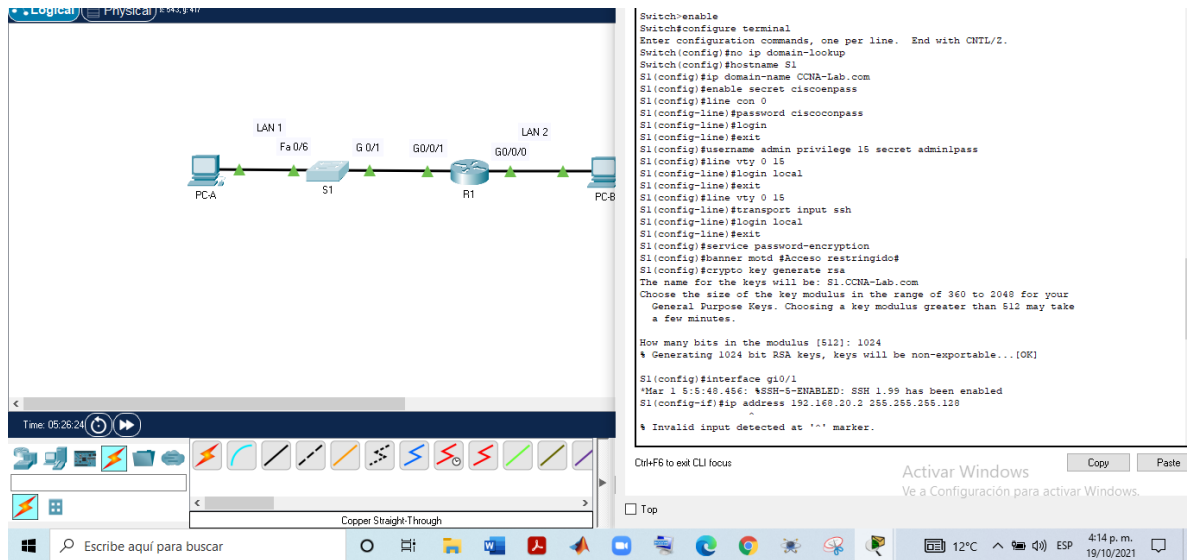 Logical
Physical
Switch>enable
Switch#configure terminal
Enter configuration commands, one per line.  End with CNTL/Z.
Switch(config)#no ip domain-lookup
Switch(config)#hostname S1
S1(config)#ip domain-name CCNA-Lab.com
S1(config)#enable secret ciscoenpass
S1(config)#line con 0
S1(config-line)#password ciscoconpass
S1(config-line)#login
S1(config-line)#exit
S1(config)#username admin privilege 15 secret admin1pass
S1(config)#line vty 0 15
S1(config-line)#login local
S1(config-line)#exit
S1(config)#line vty 0 15
S1(config-line)#transport input ssh
S1(config-line)#login local
S1(config-line)#exit
S1(config)#service password-encryption
S1(config)#banner motd #Acceso restringido#
S1(config)#crypto key generate rsa
The name for the keys will be: S1.CCNA-Lab.com
Choose the size of the key modulus in the range of 360 to 2048 for your
General Purpose Keys. Choosing a key modulus greater than 512 may take
a few minutes.
How many bits in the modulus [512]: 1024
% Generating 1024 bit RSA keys, keys will be non-exportable...[OK]
S1(config)#interface gi0/1
*Mar 1 5:5:48.456: %SSH-5-ENABLED: SSH 1.99 has been enabled
S1(config-if)#ip address 192.168.20.2 255.255.255.128
^
% Invalid input detected at '^' marker.
LAN 1
LAN 2
Fa 0/6
G 0/1
G0/0/1
G0/0/0
PC-A
S1
R1
PC-B
Time: 05:26:24
Copper Straight-Through
Ctrl+F6 to exit CLI focus
Copy
Paste
Activar Windows
Ve a Configuración para activar Windows.
Top
Escribe aquí para buscar
12°C
ESP
4:14 p. m.
19/10/2021